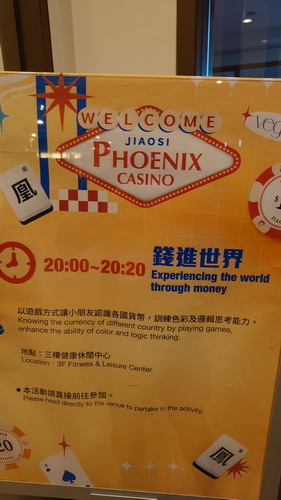 WELCOME
JIAOSI
PHOENIX
CASINO
veg
凰
20:00~20:20
錢進世界
Experiencing the world
through money
以遊戲方式讓小朋友認識各國貨幣，訓練色彩及邏輯思考能力。
Knowing the currency of different country by playing games,
enhance the ability of color and logic thinking.
地點：三樓健康休閒中心
Location : 3F Fitness & Leisure Center
●本活動請直接前往參加。
Please head directly to the venue to partake in the activity.
20
A
鳳